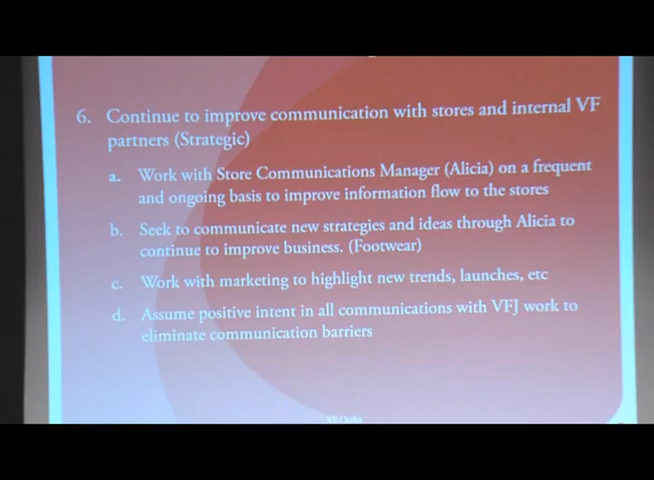 6. Continue to improve communication with stores and internal VF
partners (Strategic)
a. Work with Store Communications Manager (Alicia) on a frequent
and ongoing basis to improve information flow to the stores
b. Seek to communicate new strategies and ideas through Alicia to
continue to improve business. (Footwear)
c. Work with marketing to highlight new trends, launches, etc
d. Assume positive intent in all communications with VFJ work to
eliminate communication barriers